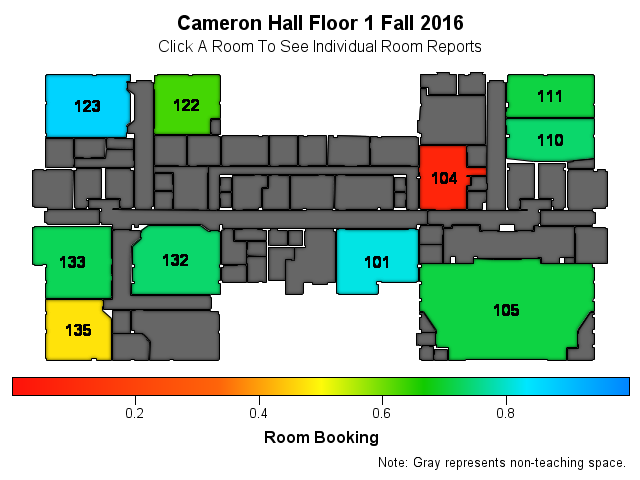 Cameron Hall Floor 1 Fall 2016
Click A Room To See Individual Room Reports
123
122
111
110
104
133
132
101
135
105
0.2 0.4 0.6 0.8
Room Booking
Note: Gray represents non-teaching space.